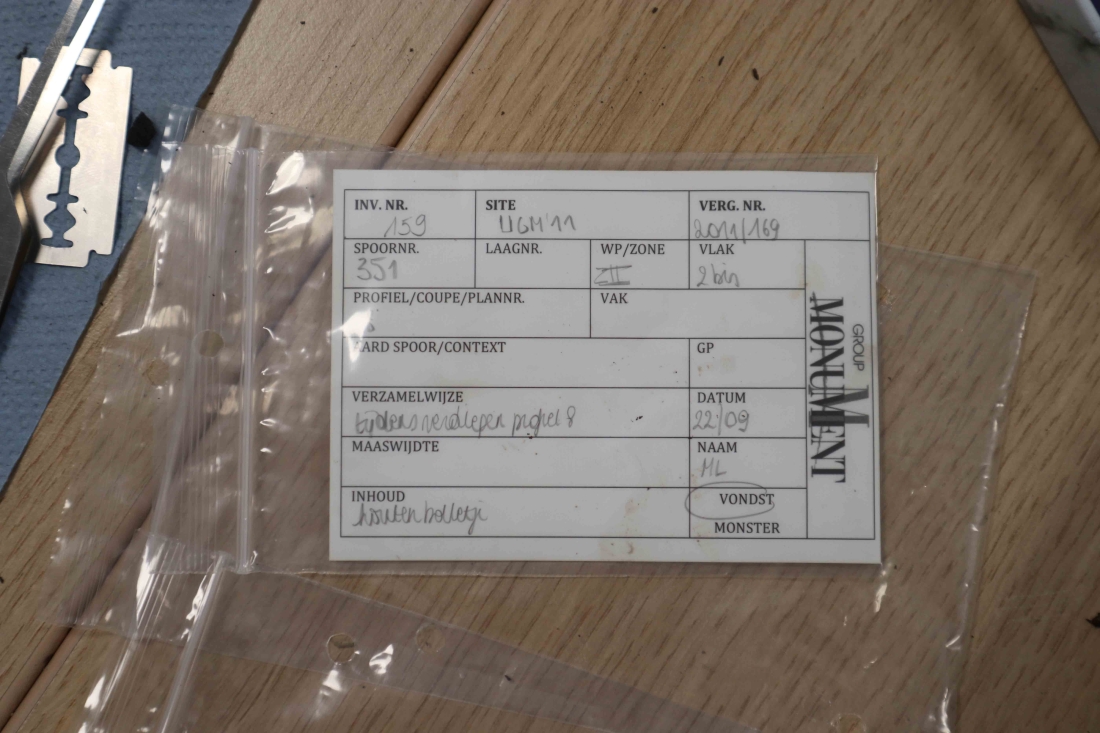 INV. NR. SITE VERG. NR.
159 UGM'11 2011/169
SPOORNR. LAAGNR. WP/ZONE VLAK
351 ZII 2bis
PROFIEL/COUPE/PLANNR. VAK
AARD SPOOR/CONTEXT GP
VERZAMELWIJZE DATUM
tijdens verdiepen profiel 8 22/09
MAASWIJDTE NAAM
ML
INHOUD VONDST
houten bolletje
MONSTER
GROUP
MONUMENT